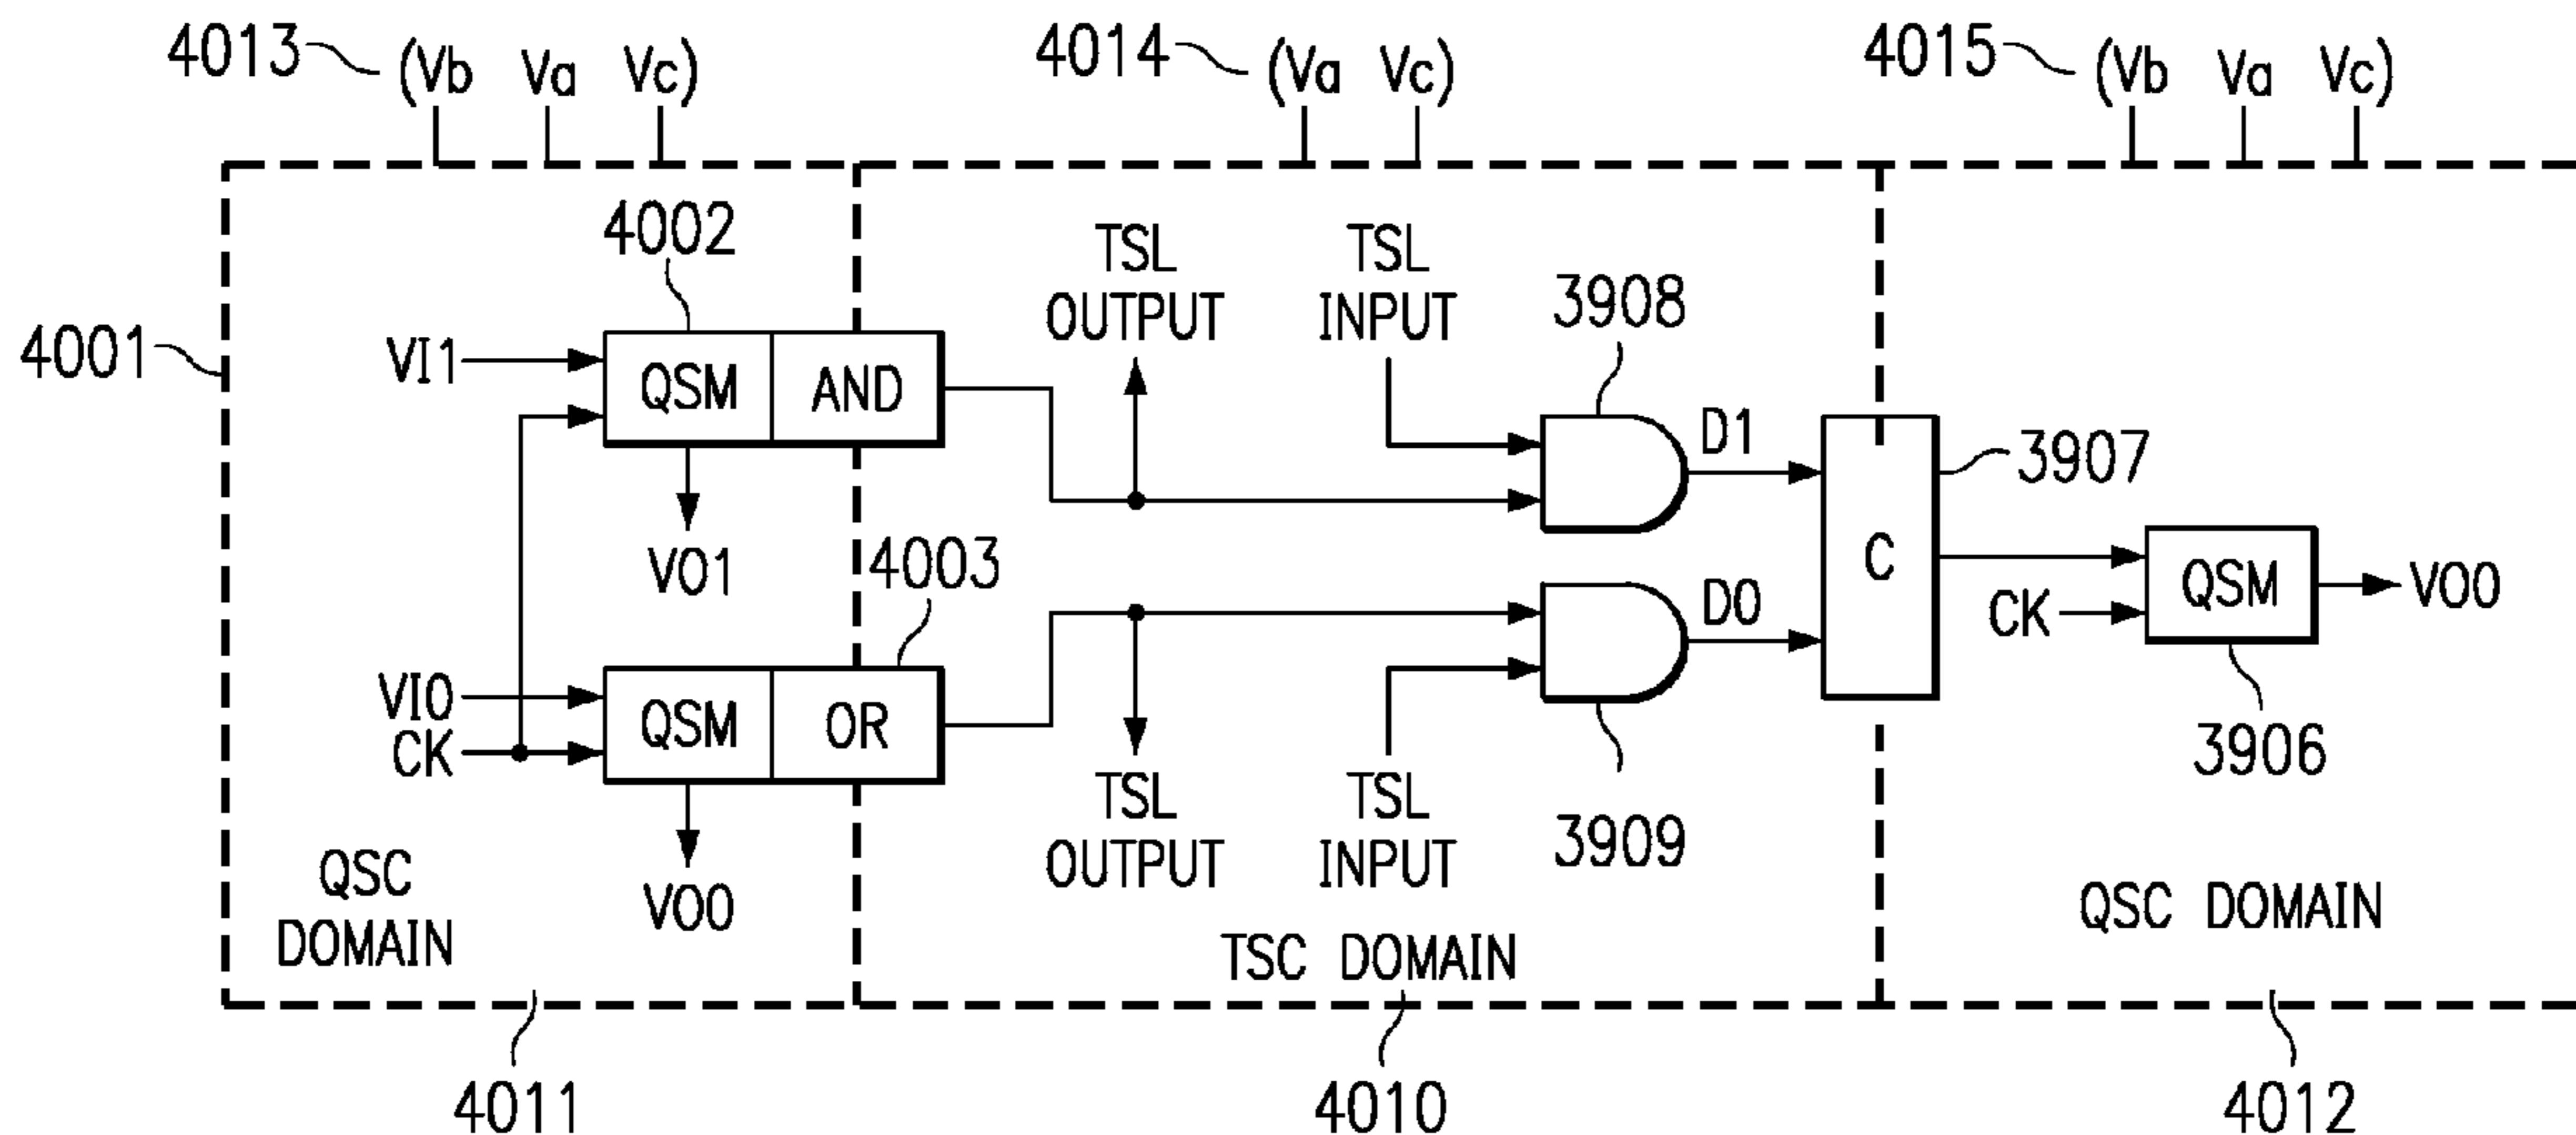 4013 (Vb Va Vc) 4014 (Va Vc) 4015 (Vb Va Vc)
4002
TSL OUTPUT
TSL INPUT
3908
4001
VI1
QSM AND
D1
3907
VO1
4003
C
D0
CK
QSM
VO0
VI0
CK
QSM OR
3906
VO0
TSL OUTPUT
TSL INPUT
3909
QSC DOMAIN
TSC DOMAIN
QSC DOMAIN
4011
4010
4012